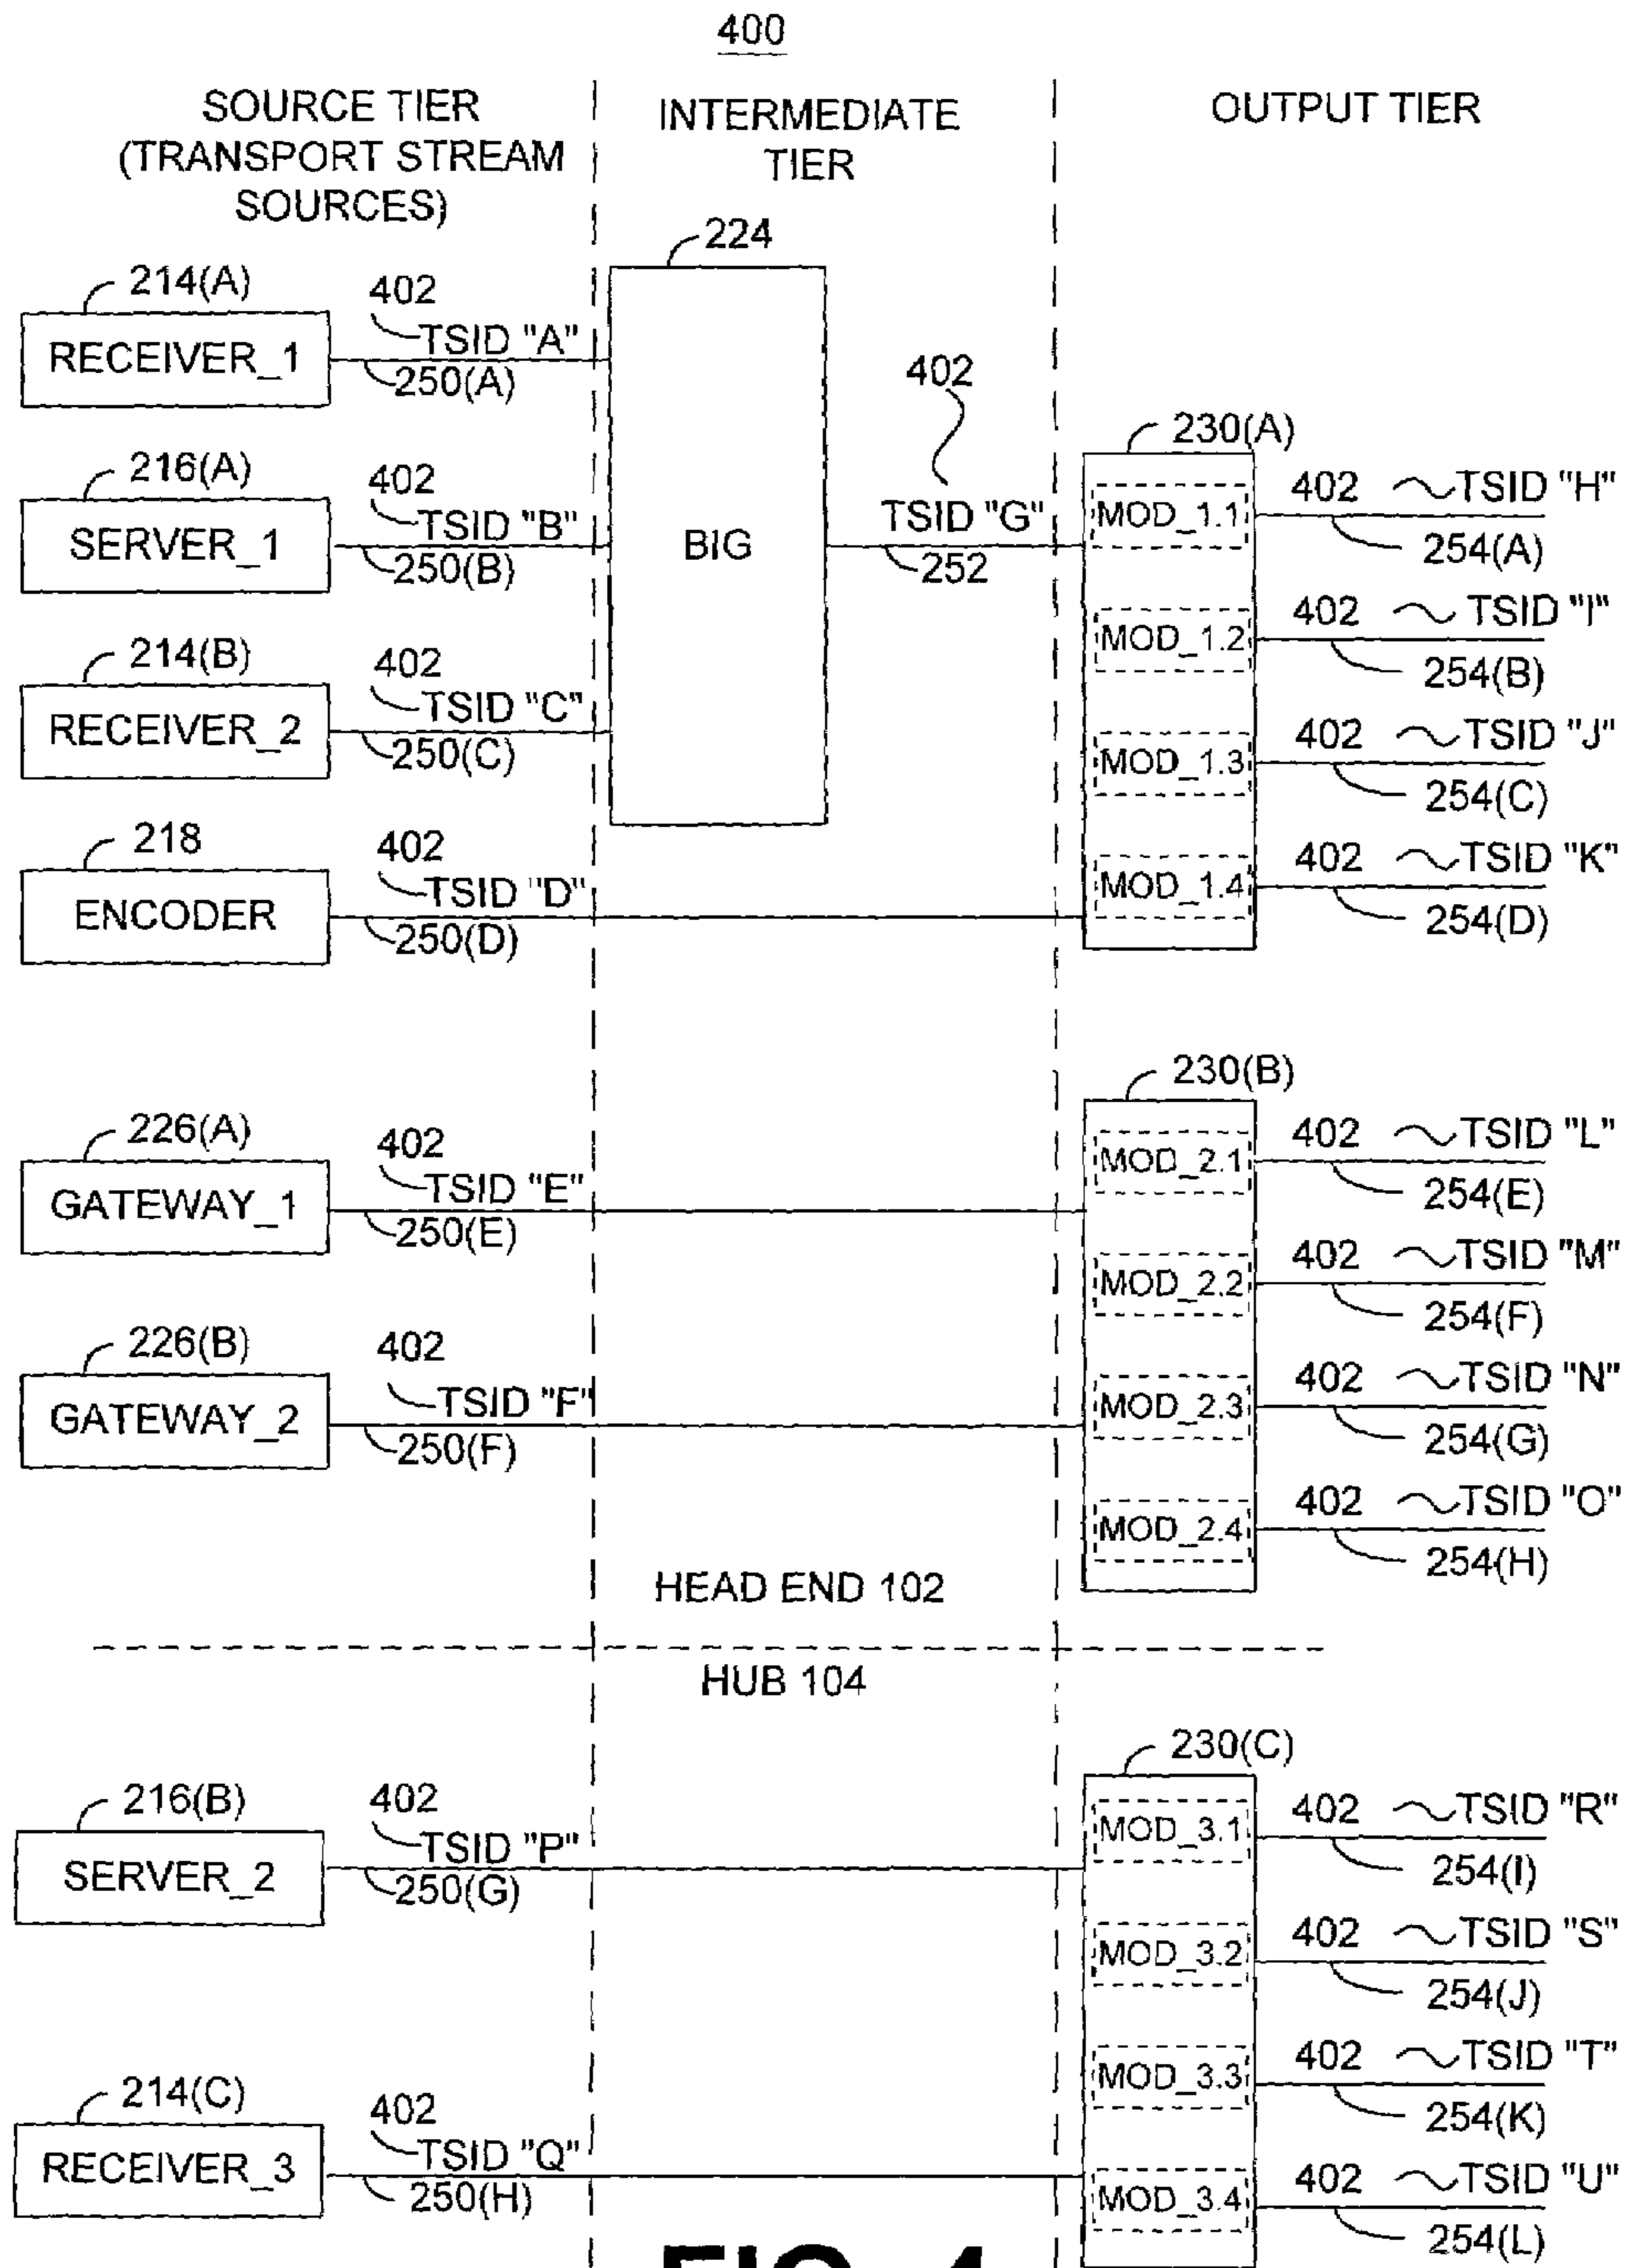 400
SOURCE TIER
(TRANSPORT STREAM
SOURCES)
INTERMEDIATE
TIER
OUTPUT TIER
224
214(A)
RECEIVER_1
402
TSID "A"
250(A)
216(A)
SERVER_1
402
TSID "B"
250(B)
214(B)
RECEIVER_2
402
TSID "C"
250(C)
218
ENCODER
402
TSID "D"
250(D)
BIG
402
TSID "G"
252
230(A)
MOD_1.1
402
TSID "H"
254(A)
MOD_1.2
402
TSID "I"
254(B)
MOD_1.3
402
TSID "J"
254(C)
MOD_1.4
402
TSID "K"
254(D)
226(A)
GATEWAY_1
402
TSID "E"
250(E)
226(B)
GATEWAY_2
402
TSID "F"
250(F)
230(B)
MOD_2.1
402
TSID "L"
254(E)
MOD_2.2
402
TSID "M"
254(F)
MOD_2.3
402
TSID "N"
254(G)
MOD_2.4
402
TSID "O"
254(H)
HEAD END 102
HUB 104
216(B)
SERVER_2
402
TSID "P"
250(G)
214(C)
RECEIVER_3
402
TSID "Q"
250(H)
230(C)
MOD_3.1
402
TSID "R"
254(I)
MOD_3.2
402
TSID "S"
254(J)
MOD_3.3
402
TSID "T"
254(K)
MOD_3.4
402
TSID "U"
254(L)
FIG. 4